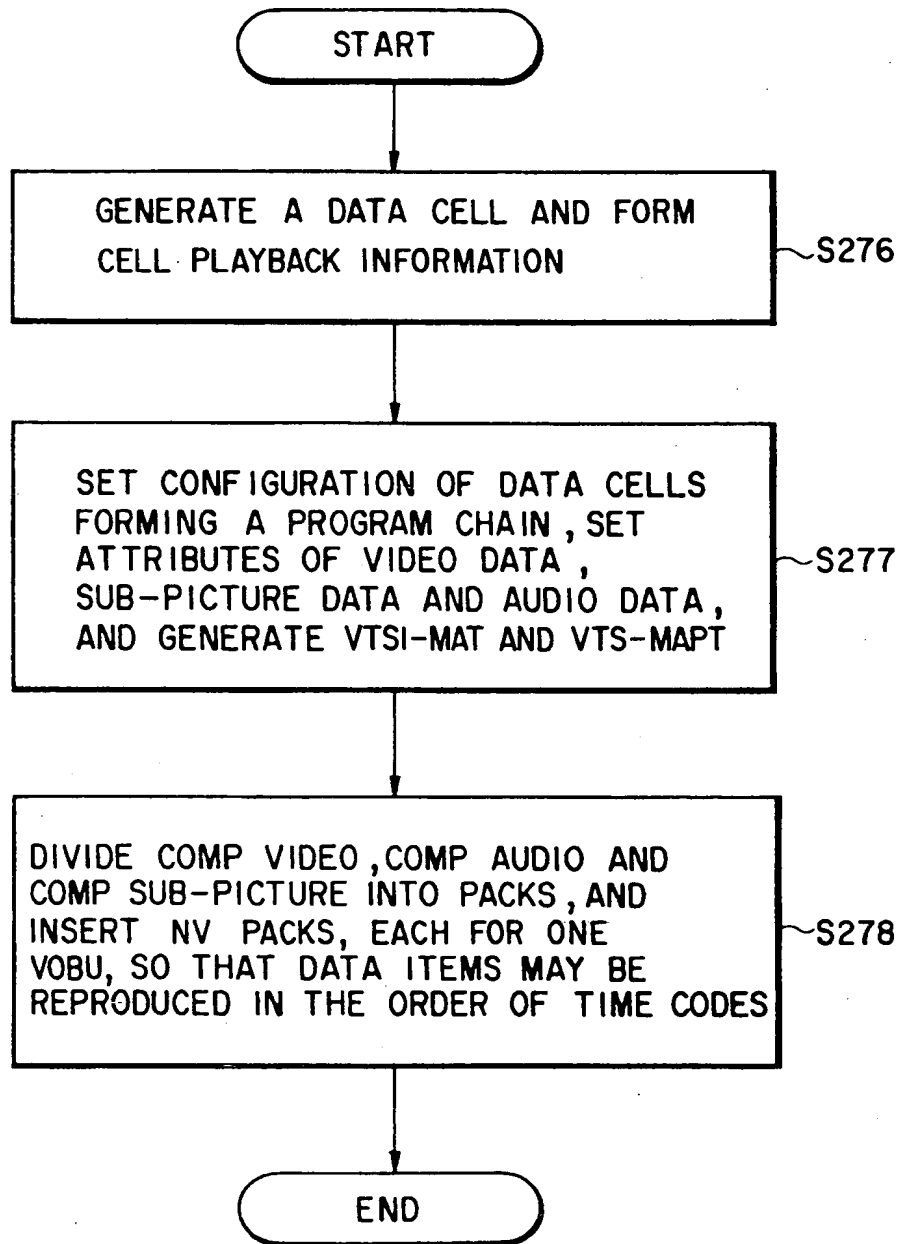 START
GENERATE A DATA CELL AND FORM
CELL PLAYBACK INFORMATION
S276
SET CONFIGURATION OF DATA CELLS
FORMING A PROGRAM CHAIN, SET
ATTRIBUTES OF VIDEO DATA,
SUB-PICTURE DATA AND AUDIO DATA,
AND GENERATE VTSI-MAT AND VTS-MAPT
S277
DIVIDE COMP VIDEO, COMP AUDIO AND
COMP SUB-PICTURE INTO PACKS, AND
INSERT NV PACKS, EACH FOR ONE
VOBU, SO THAT DATA ITEMS MAY BE
REPRODUCED IN THE ORDER OF TIME CODES
S278
END